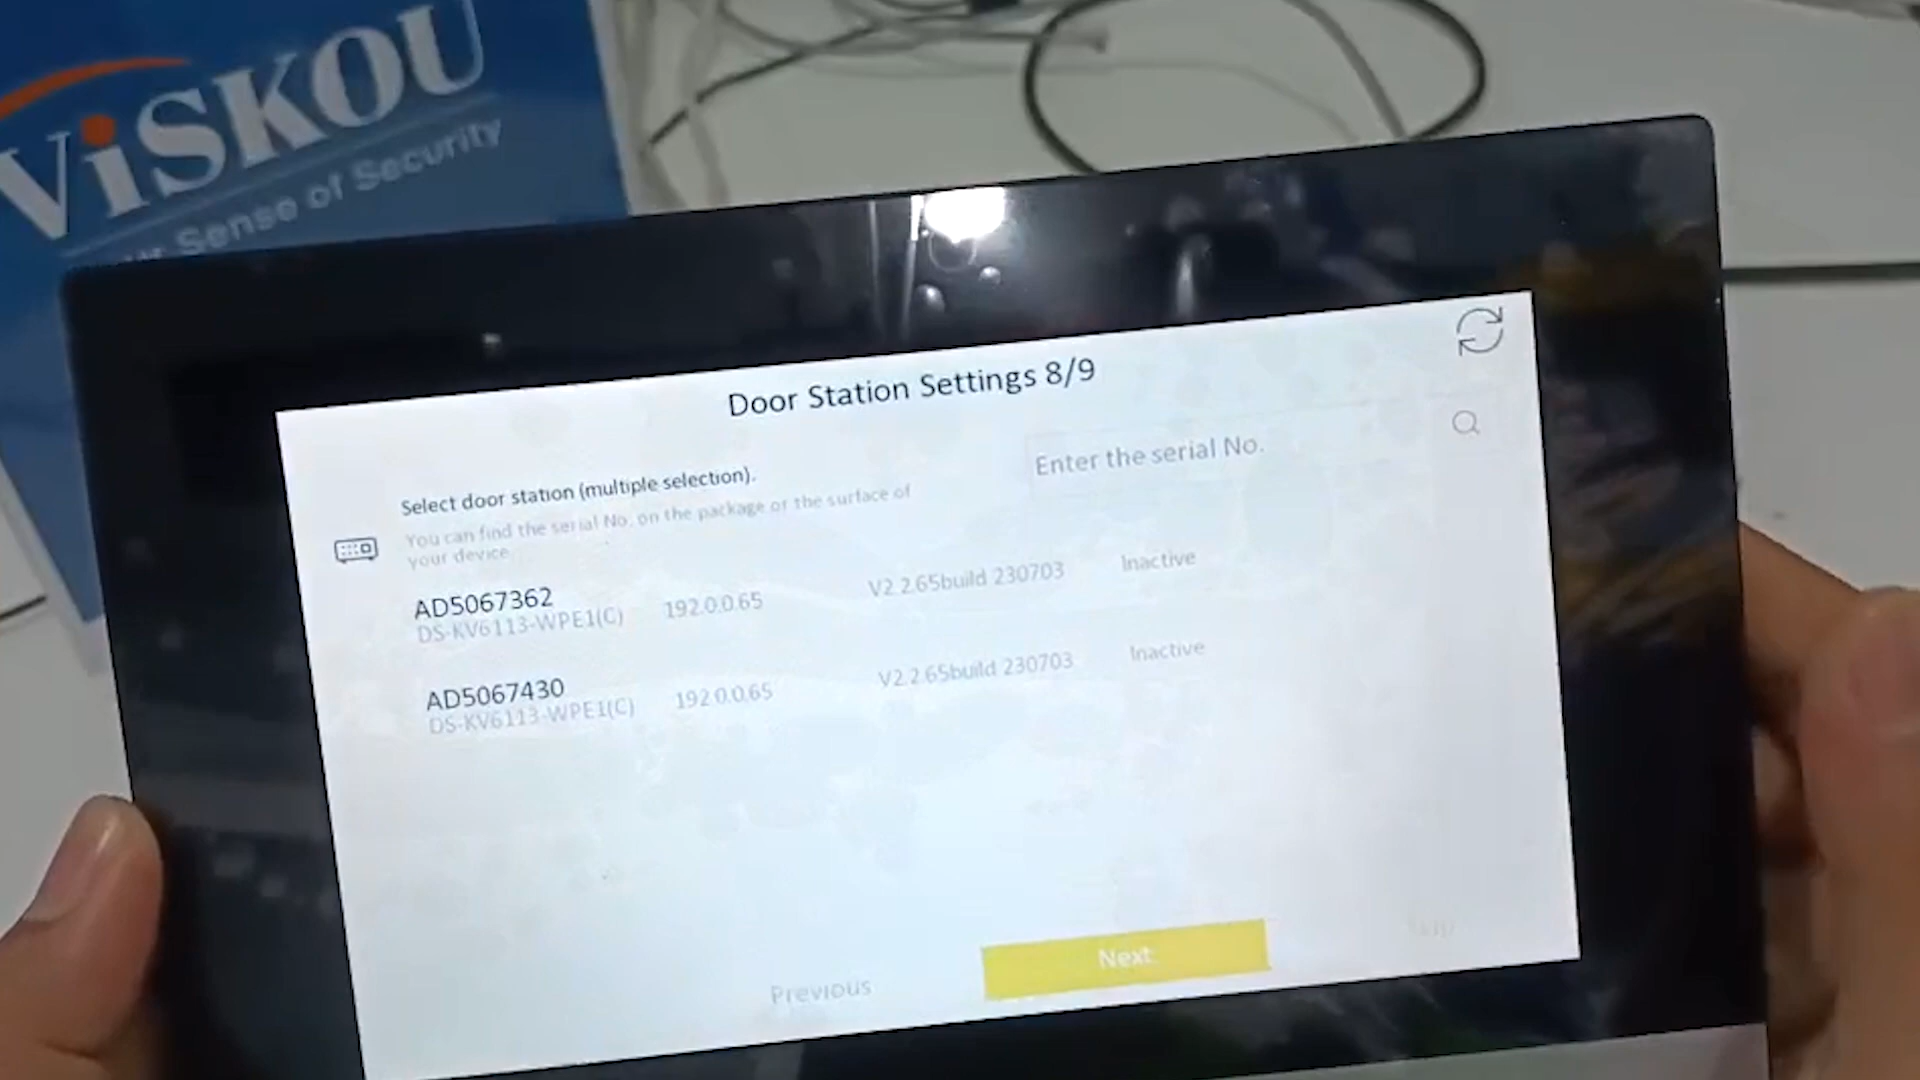 ViSKOU
Sense of Security
Door Station Settings 8/9
Enter the serial No.
Select door station (multiple selection).
You can find the serial No. on the package or the surface of
your device.
AD5067362
DS-KV6113-WPE1(C) 192.0.0.65 V2.2.65build 230703 Inactive
AD5067430
DS-KV6113-WPE1(C) 192.0.0.65 V2.2.65build 230703 Inactive
Previous
Next
Skip